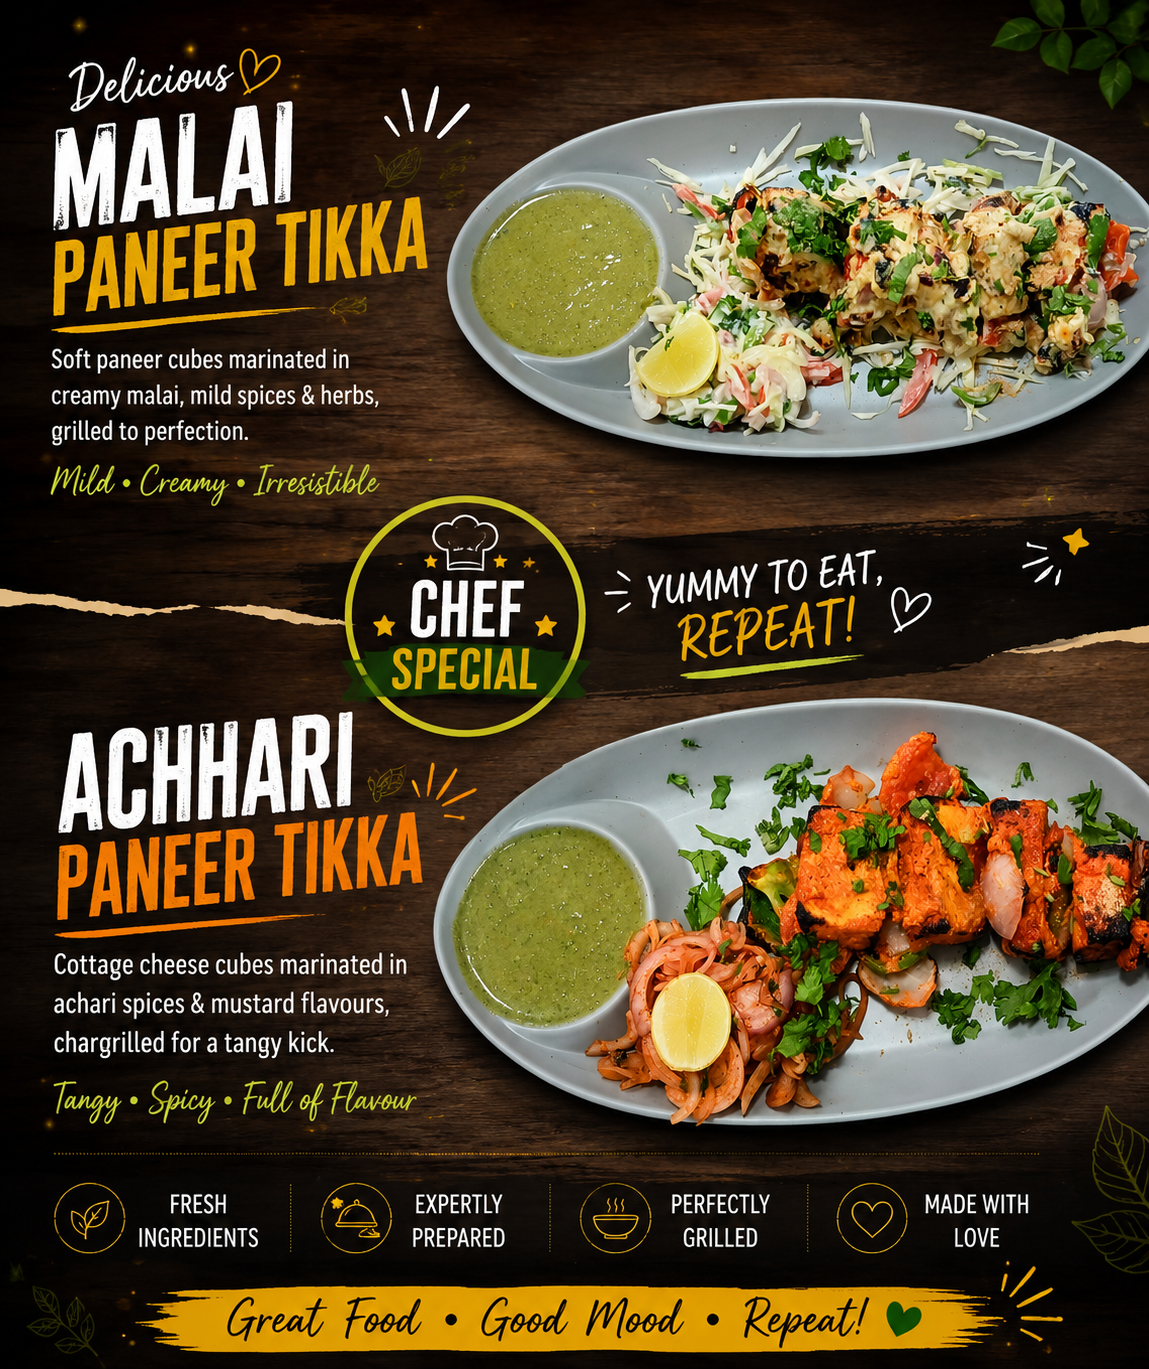 Delicious
MALAI
PANEER TIKKA
Soft paneer cubes marinated in
creamy malai, mild spices & herbs,
grilled to perfection.
Mild • Creamy • Irresistible
CHEF
SPECIAL
YUMMY TO EAT,
REPEAT!
ACHHARI
PANEER TIKKA
Cottage cheese cubes marinated in
achari spices & mustard flavours,
chargrilled for a tangy kick.
Tangy • Spicy • Full of Flavour
FRESH
INGREDIENTS
EXPERTLY
PREPARED
PERFECTLY
GRILLED
MADE WITH
LOVE
Great Food • Good Mood • Repeat!